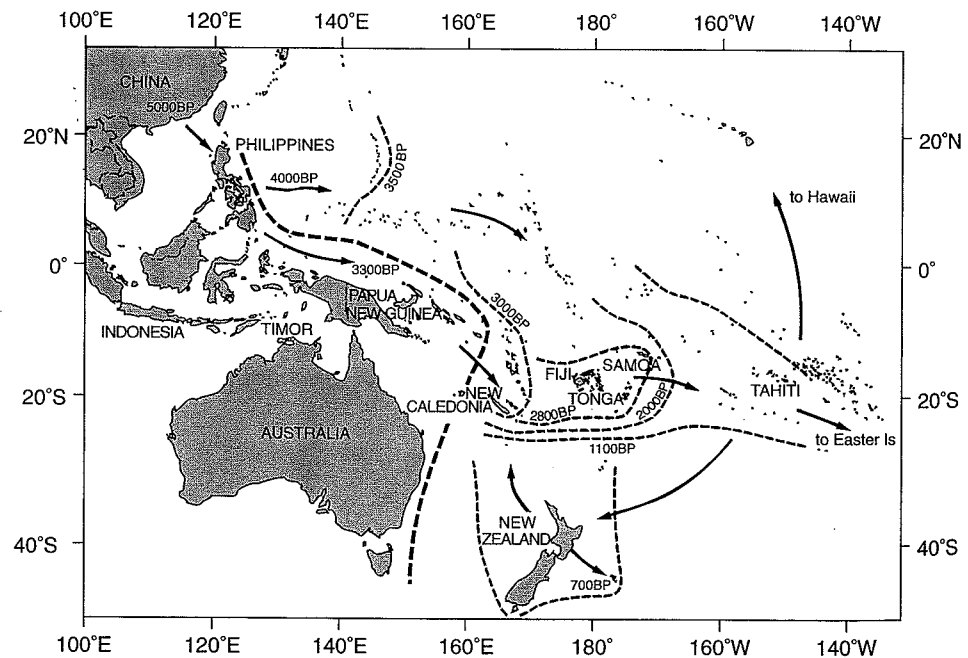 100°E 120°E 140°E 160°E 180° 160°W 140°W
CHINA
5000BP
20°N
20°N
PHILIPPINES
4000BP
3500BP
to Hawaii
0°
0°
3300BP
PAPUA
NEW GUINEA
3000BP
INDONESIA
TIMOR
FIJI
SAMOA
TONGA
TAHITI
NEW
CALEDONIA
20°S
20°S
2800BP
2000BP
AUSTRALIA
1100BP
to Easter Is
NEW
ZEALAND
40°S
40°S
700BP
100°E 120°E 140°E 160°E 180° 160°W 140°W